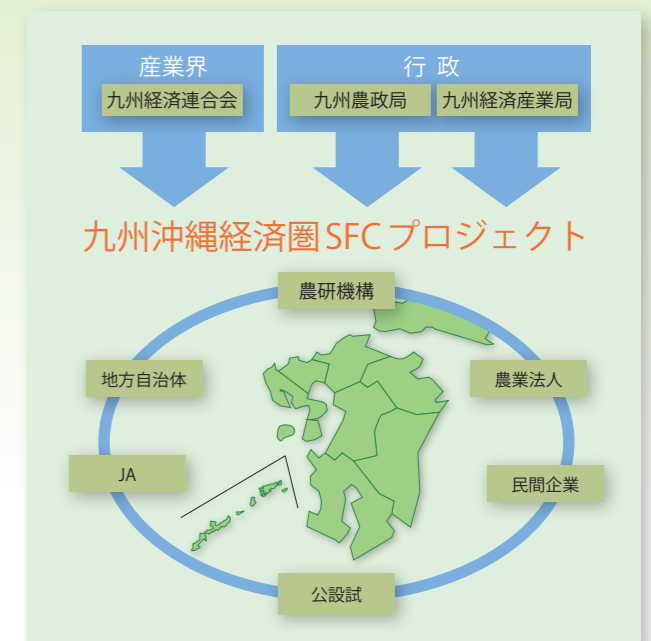 産業界
九州経済連合会
行 政
九州農政局
九州経済産業局
九州沖縄経済圏 SFC プロジェクト
農研機構
地方自治体
農業法人
JA
民間企業
公設試